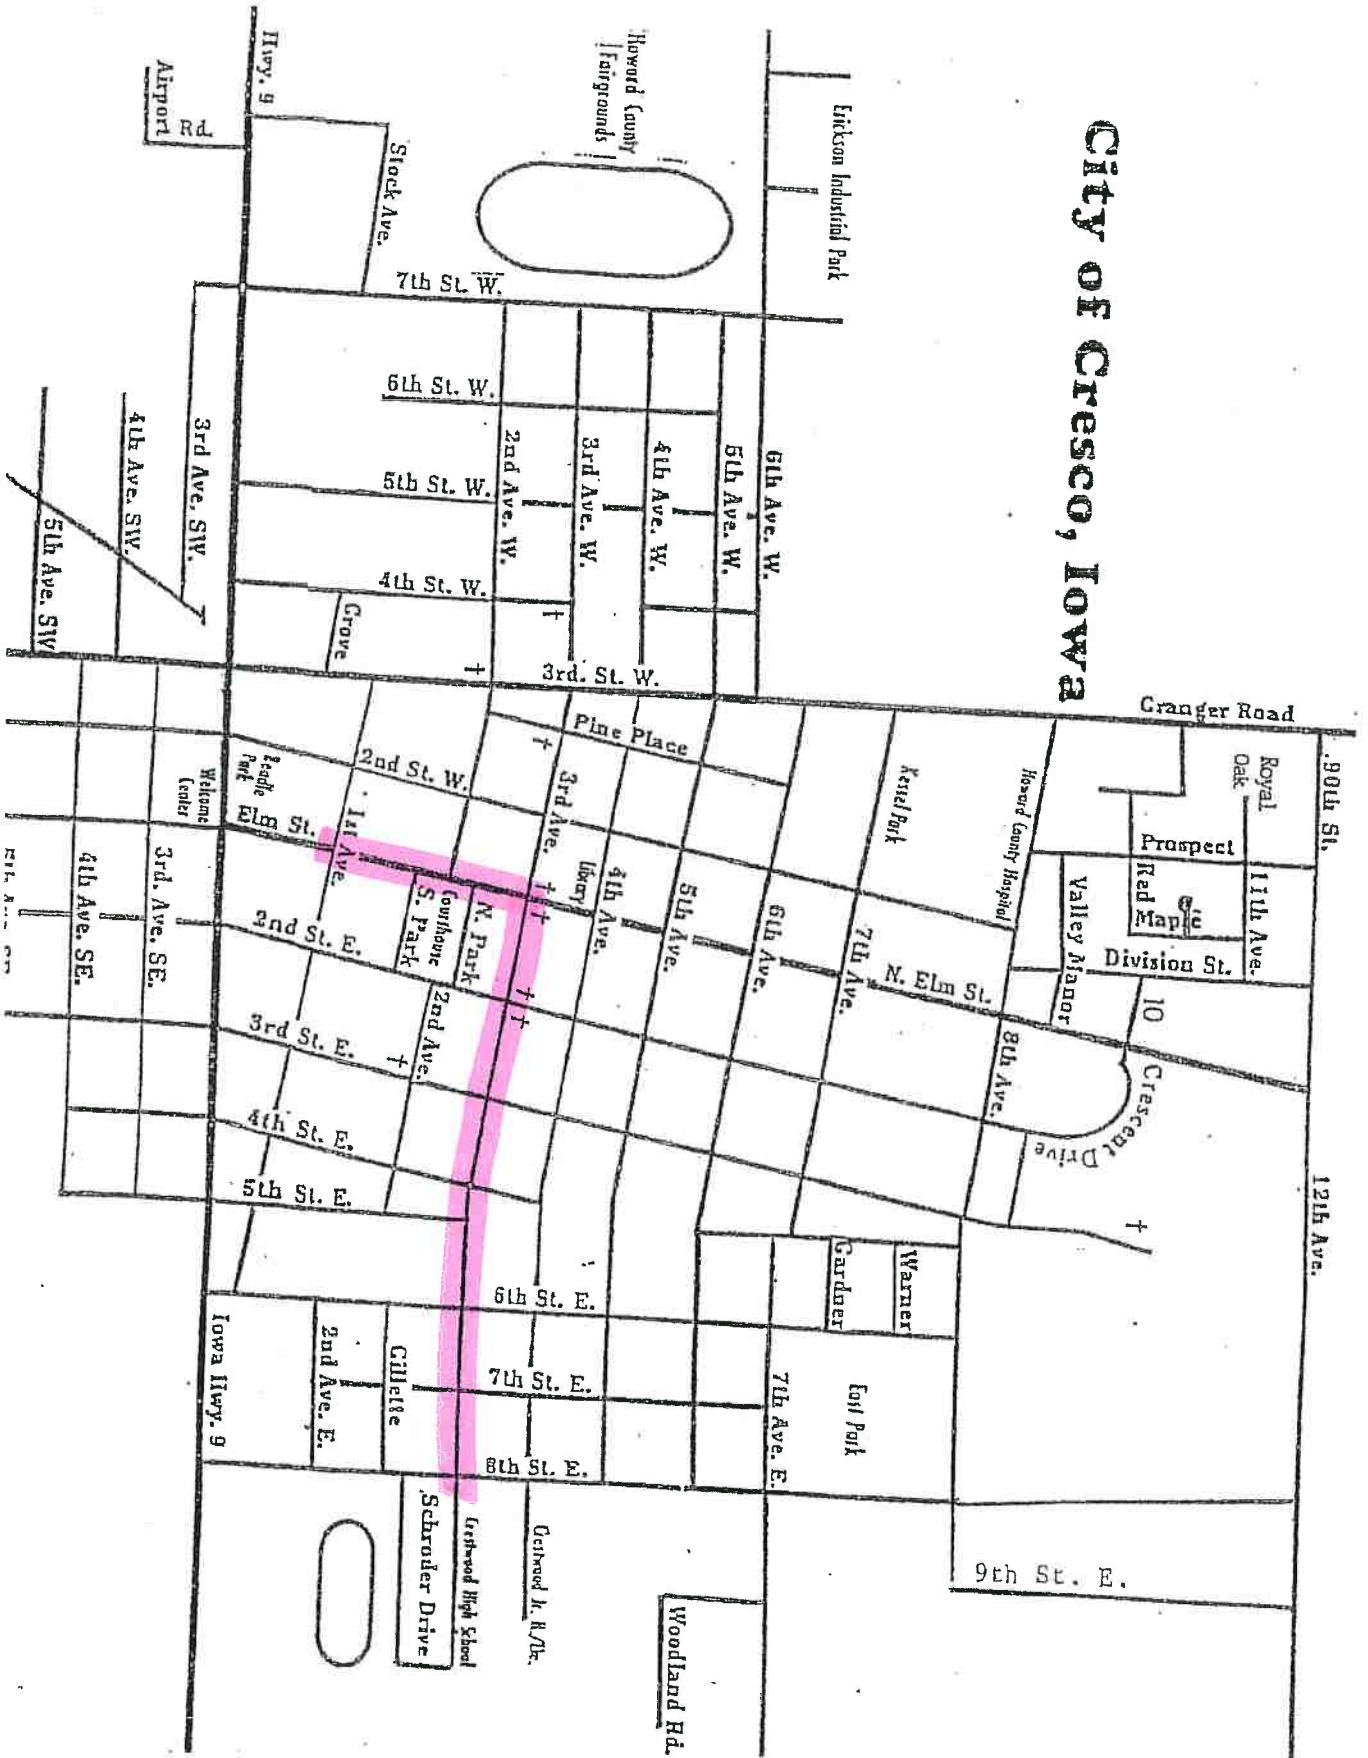 City of Cresco, Iowa
Erickson Industrial Park
Howard County
Fairgrounds
Hwy. 9
Airport Rd.
Stock Ave.
7th St. W.
6th St. W.
5th St. W.
4th St. W.
2nd Ave. W.
3rd Ave. W.
4th Ave. W.
5th Ave. W.
6th Ave. W.
3rd Ave. SW.
4th Ave. SW.
5th Ave. SW
Grove
3rd. St. W.
Granger Road
90th St.
Royal
Oak
Pine Place
2nd St. W.
Beadle
Park
Welcome
Center
Elm St.
1st Ave.
3rd Ave.
Library
4th Ave.
5th Ave.
6th Ave.
7th Ave.
Kessel Park
Howard County Hospital
Prospect
Red
Maple
11th Ave.
Valley Manor
Division St.
N. Elm St.
10
Crescent Drive
8th Ave.
12th Ave.
Courhouse
S. Park
N. Park
2nd St. E.
2nd Ave.
3rd St. E.
4th St. E.
5th St. E.
3rd. Ave. SE.
4th Ave. SE.
6th St. E.
7th St. E.
8th St. E.
Gardner
Warner
East Park
7th Ave. E.
Iowa Hwy. 9
2nd Ave. E.
Gillette
Schroder Drive
Crestwood High School
Woodland Rd.
9th St. E.